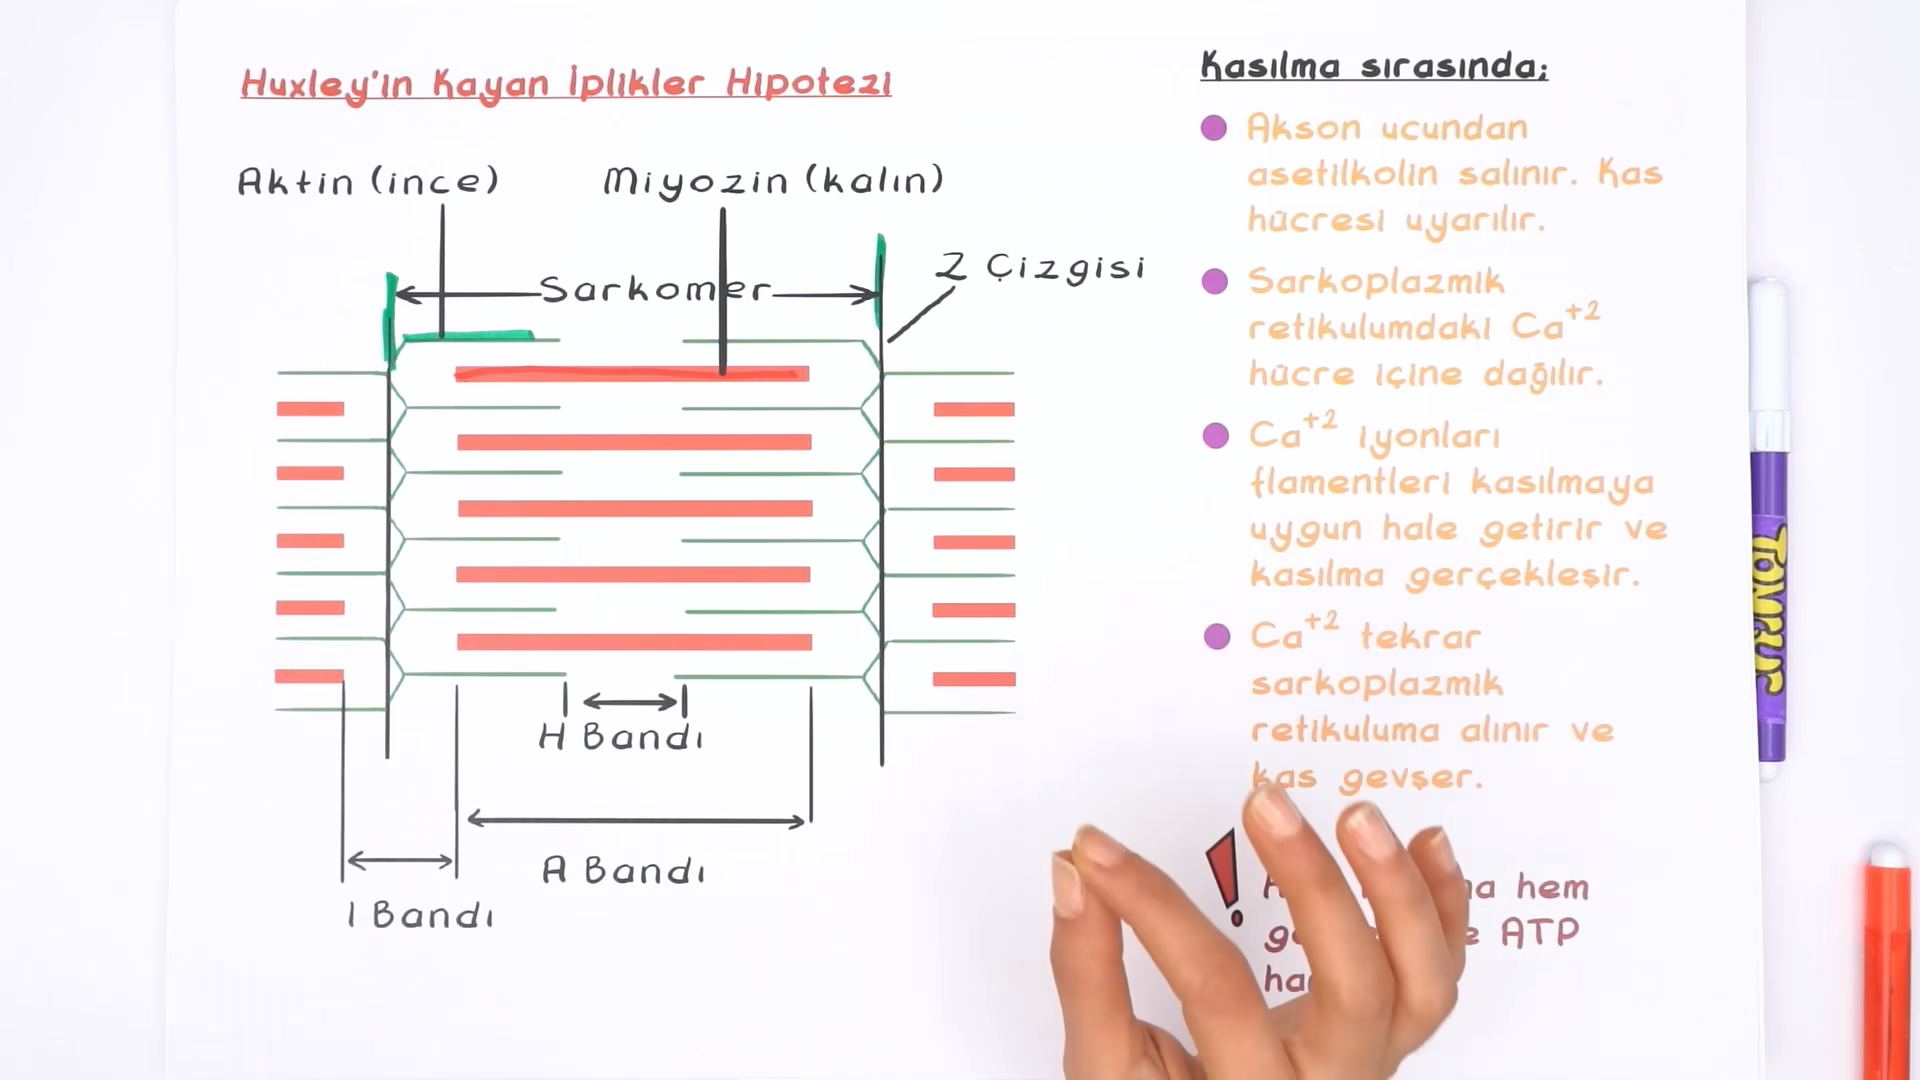 Huxley'in Kayan İplikler Hipotezi
Aktin (ince)
Miyozin (kalın)
Sarkomer
Z Çizgisi
H Bandı
A Bandı
I Bandı
Kasılma sırasında;
Akson ucundan
asetilkolin salınır. Kas
hücresi uyarılır.
Sarkoplazmik
retikulumdaki Ca+2
hücre içine dağılır.
Ca+2 iyonları
flamentleri kasılmaya
uygun hale getirir ve
kasılma gerçekleşir.
Ca+2 tekrar
sarkoplazmik
retikuluma alınır ve
kas gevşer.
! hem
ATP
TOMBUL